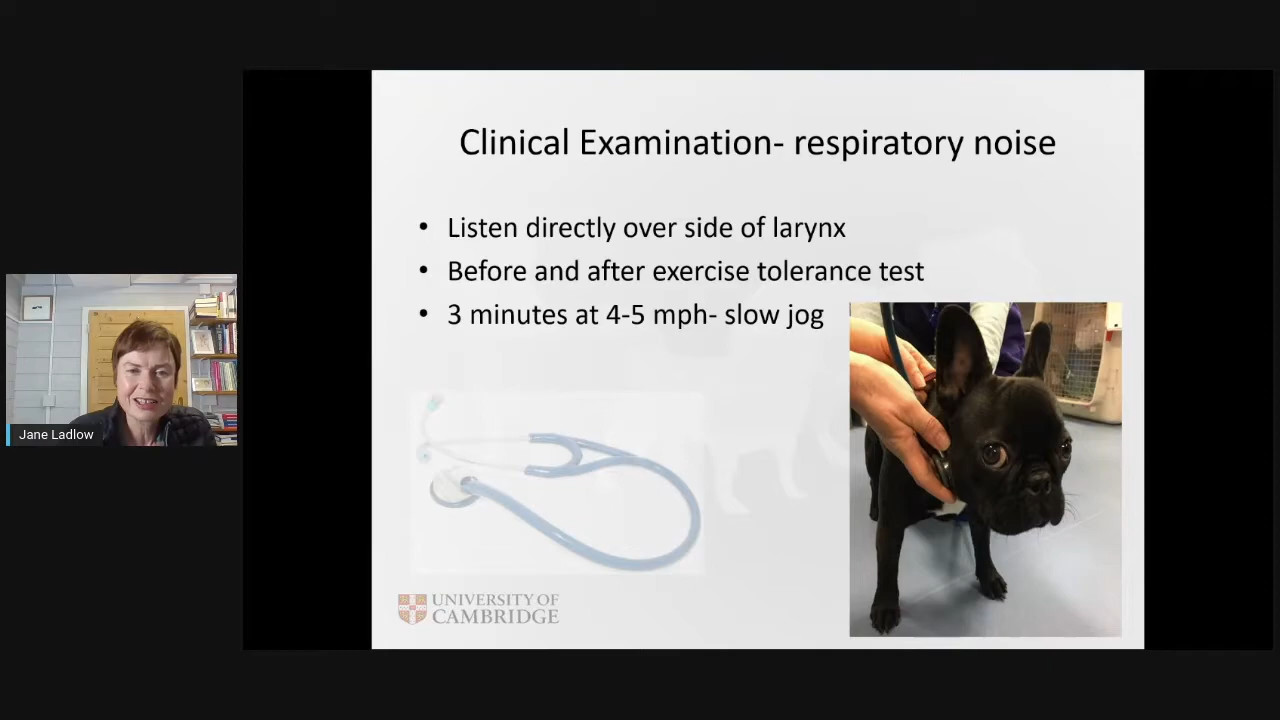 Clinical Examination- respiratory noise
• Listen directly over side of larynx
• Before and after exercise tolerance test
• 3 minutes at 4-5 mph- slow jog
Jane Ladlow
UNIVERSITY OF
CAMBRIDGE